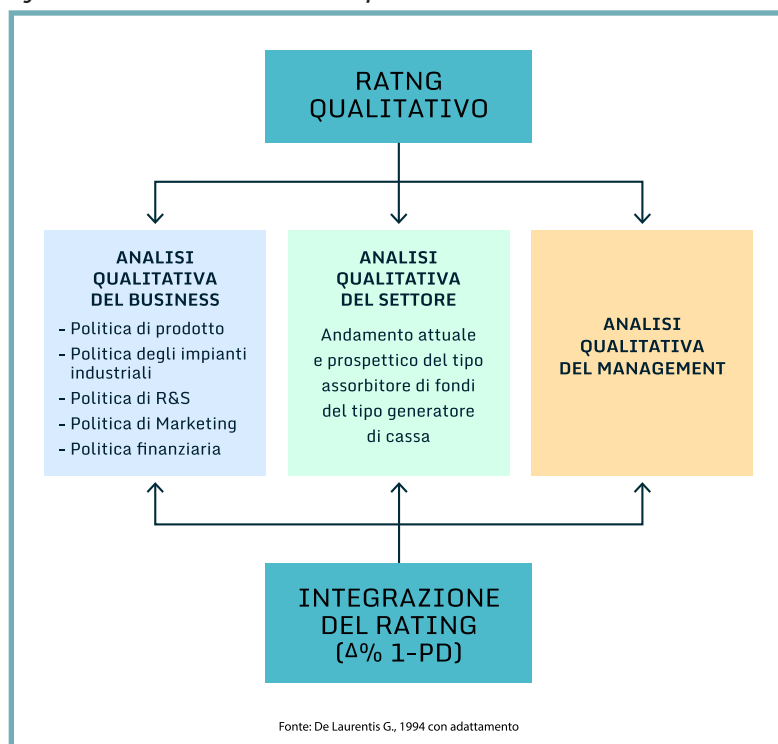 RATNG
QUALITATIVO
ANALISI
QUALITATIVA
DEL BUSINESS
- Politica di prodotto
- Politica degli impianti
industriali
- Politica di R&S
- Politica di Marketing
- Politica finanziaria
ANALISI
QUALITATIVA
DEL SETTORE
Andamento attuale
e prospettico del tipo
assorbitore di fondi
del tipo generatore
di cassa
ANALISI
QUALITATIVA
DEL MANAGEMENT
INTEGRAZIONE
DEL RATING
(Δ% 1-PD)
Fonte: De Laurentis G., 1994 con adattamento